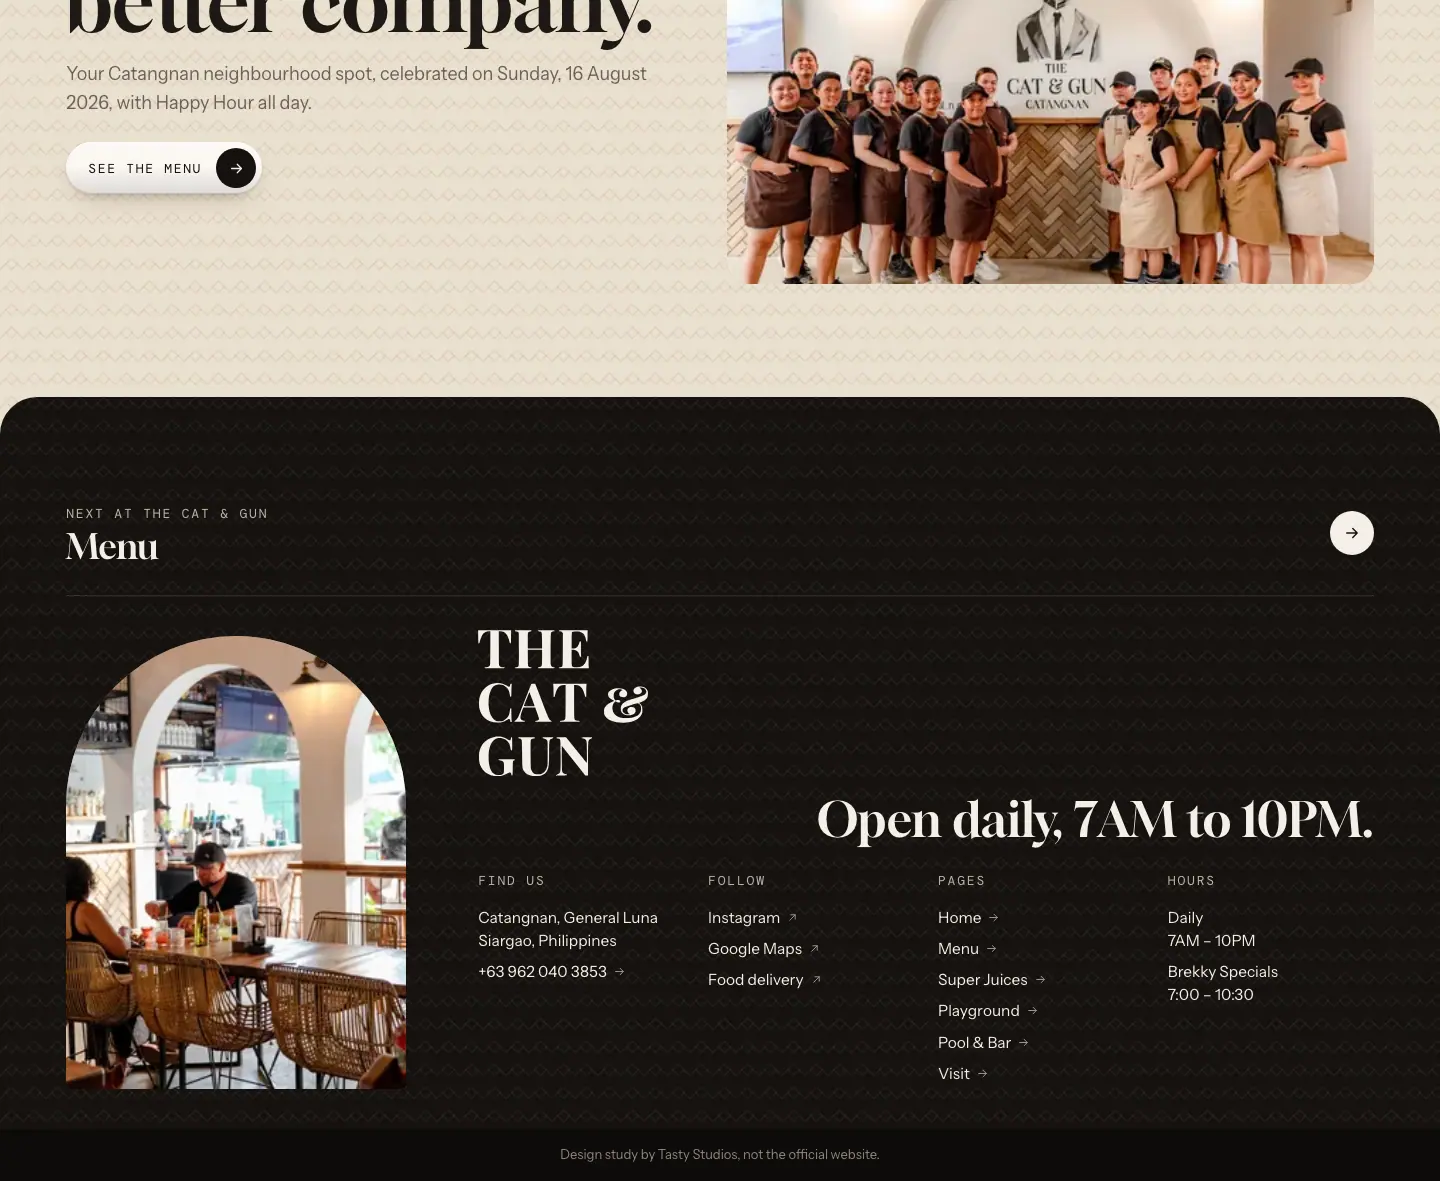 better company.
Your Catangnan neighbourhood spot, celebrated on Sunday, 16 August
2026, with Happy Hour all day.
SEE THE MENU
THE
CAT & GUN
CATANGNAN
NEXT AT THE CAT & GUN
Menu
THE
CAT &
GUN
Open daily, 7AM to 10PM.
FIND US
Catangnan, General Luna
Siargao, Philippines
+63 962 040 3853
FOLLOW
Instagram
Google Maps
Food delivery
PAGES
Home
Menu
Super Juices
Playground
Pool & Bar
Visit
HOURS
Daily
7AM – 10PM
Brekky Specials
7:00 – 10:30
Design study by Tasty Studios, not the official website.